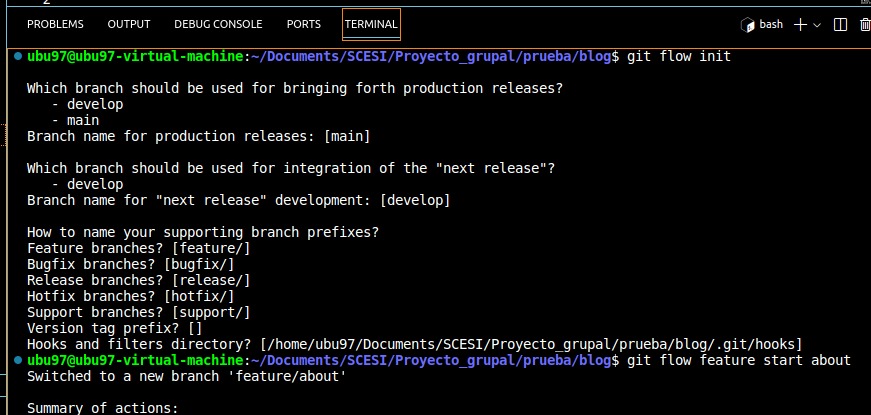 2
PROBLEMS OUTPUT DEBUG CONSOLE PORTS TERMINAL bash
ubu97@ubu97-virtual-machine:~/Documents/SCESI/Proyecto_grupal/prueba/blog$ git flow init
Which branch should be used for bringing forth production releases?
- develop
- main
Branch name for production releases: [main]
Which branch should be used for integration of the "next release"?
- develop
Branch name for "next release" development: [develop]
How to name your supporting branch prefixes?
Feature branches? [feature/]
Bugfix branches? [bugfix/]
Release branches? [release/]
Hotfix branches? [hotfix/]
Support branches? [support/]
Version tag prefix? []
Hooks and filters directory? [/home/ubu97/Documents/SCESI/Proyecto_grupal/prueba/blog/.git/hooks]
ubu97@ubu97-virtual-machine:~/Documents/SCESI/Proyecto_grupal/prueba/blog$ git flow feature start about
Switched to a new branch 'feature/about'
Summary of actions: